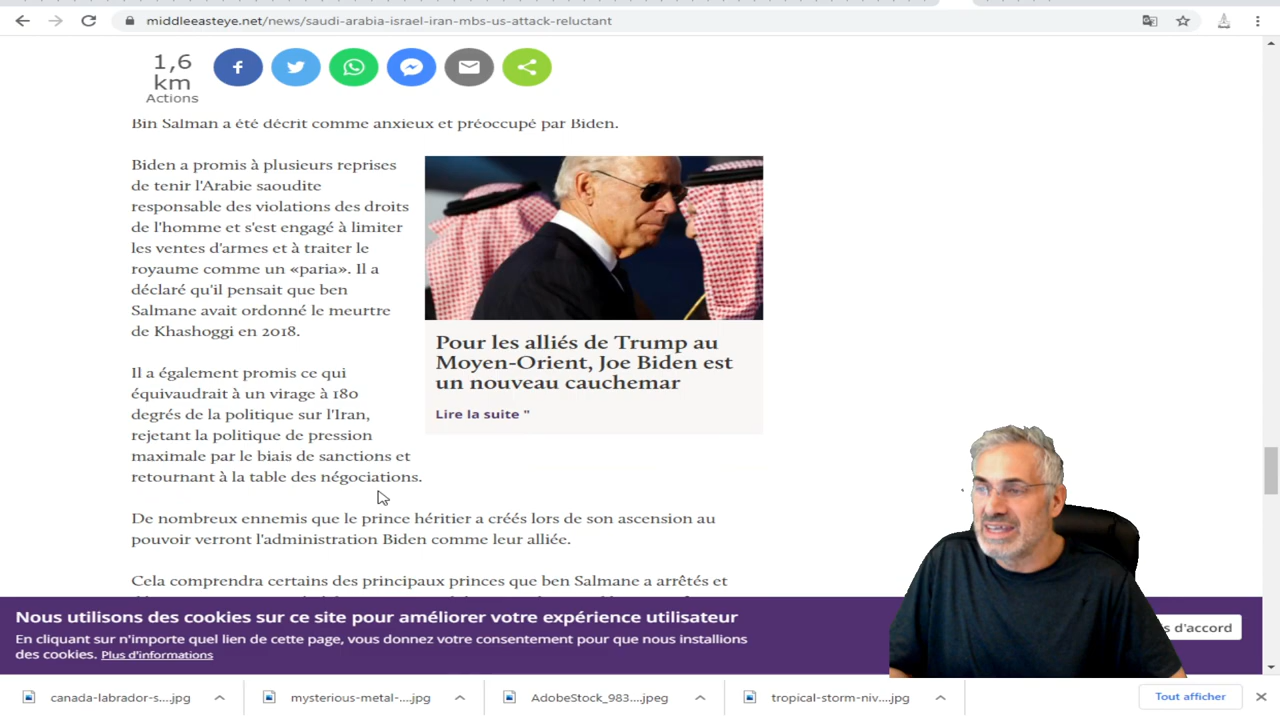 middleeasteye.net/news/saudi-arabia-israel-iran-mbs-us-attack-reluctant
1,6
km
Actions
Bin Salman a été décrit comme anxieux et préoccupé par Biden.
Biden a promis à plusieurs reprises
de tenir l'Arabie saoudite
responsable des violations des droits
de l'homme et s'est engagé à limiter
les ventes d'armes et à traiter le
royaume comme un «paria». Il a
déclaré qu'il pensait que ben
Salmane avait ordonné le meurtre
de Khashoggi en 2018.
Pour les alliés de Trump au
Moyen-Orient, Joe Biden est
un nouveau cauchemar
Lire la suite "
Il a également promis ce qui
équivaudrait à un virage à 180
degrés de la politique sur l'Iran,
rejetant la politique de pression
maximale par le biais de sanctions et
retournant à la table des négociations.
De nombreux ennemis que le prince héritier a créés lors de son ascension au
pouvoir verront l'administration Biden comme leur alliée.
Cela comprendra certains des principaux princes que ben Salmane a arrêtés et
Nous utilisons des cookies sur ce site pour améliorer votre expérience utilisateur
En cliquant sur n'importe quel lien de cette page, vous donnez votre consentement pour que nous installions
des cookies. Plus d'informations
s d'accord
canada-labrador-s....jpg
mysterious-metal-....jpg
AdobeStock_983....jpeg
tropical-storm-niv....jpg
Tout afficher